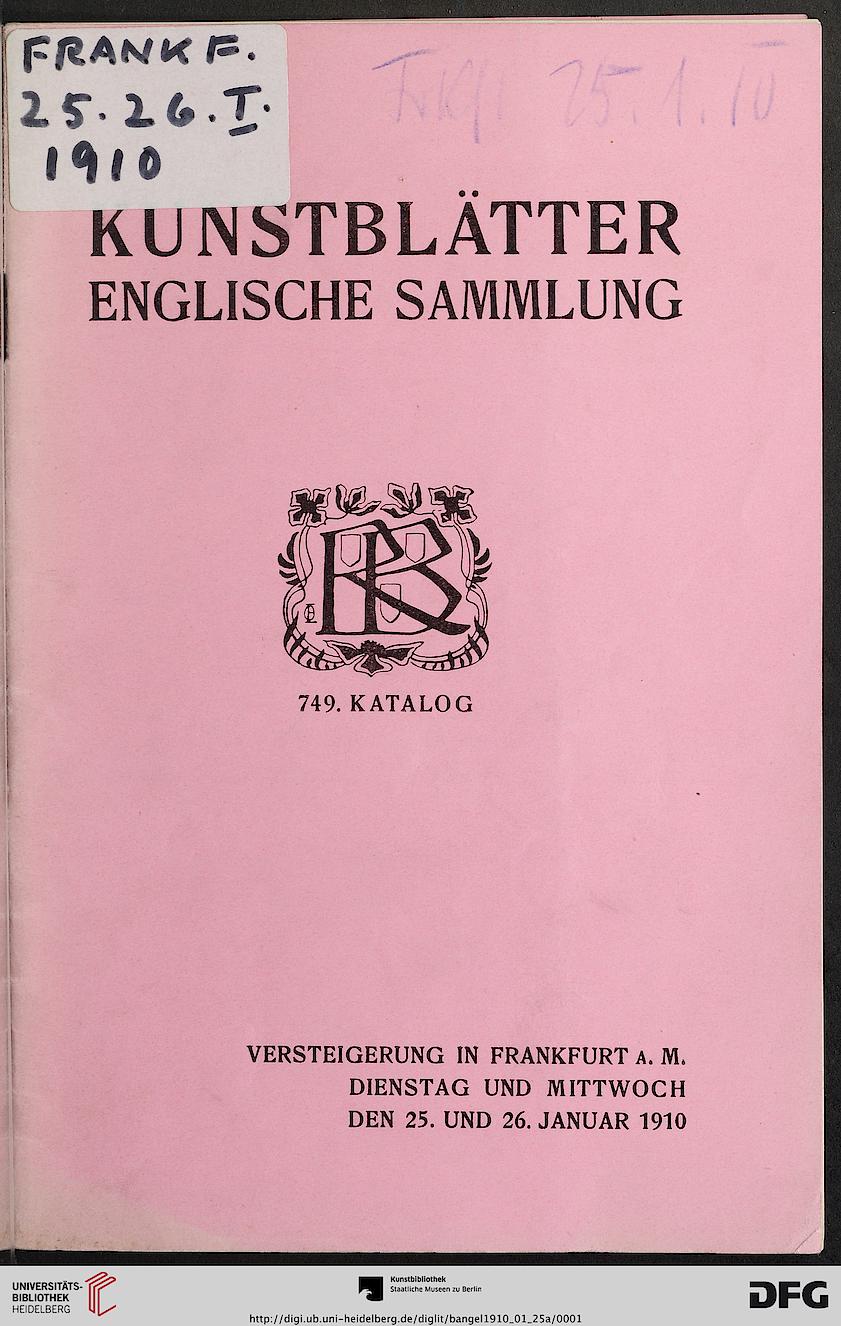 FRANKF.
25.26.I.
1910
Frkf. 25.1.10
KUNSTBLÄTTER
ENGLISCHE SAMMLUNG
RB
749. KATALOG
VERSTEIGERUNG IN FRANKFURT A. M.
DIENSTAG UND MITTWOCH
DEN 25. UND 26. JANUAR 1910
UNIVERSITÄTS-
BIBLIOTHEK
HEIDELBERG
Kunstbibliothek
Staatliche Museen zu Berlin
DFG
http://digi.ub.uni-heidelberg.de/diglit/bangel1910_01_25a/0001